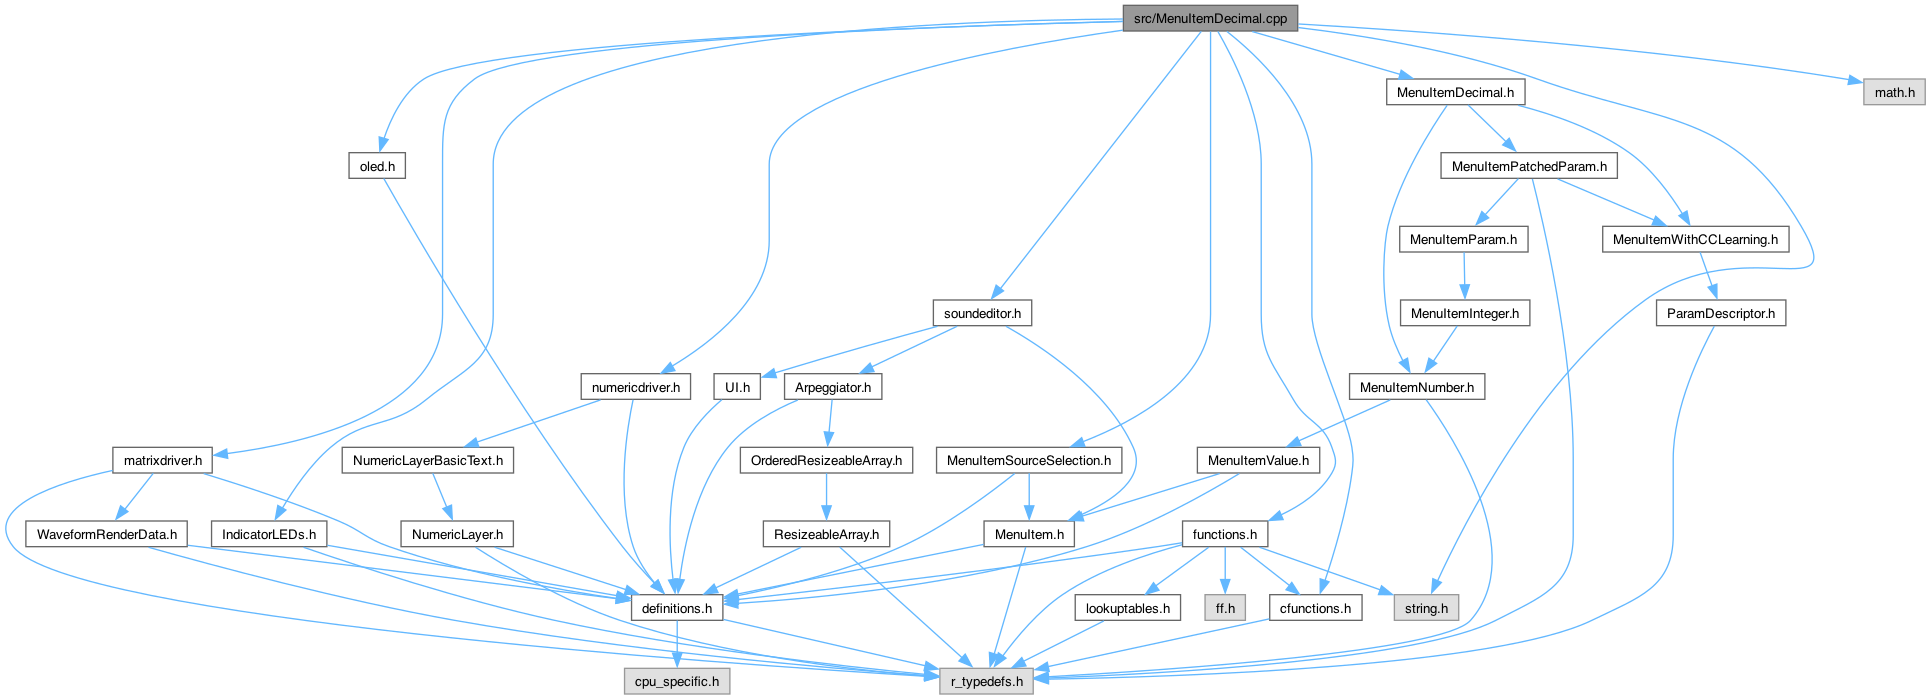 src/MenuItemDecimal.cpp
MenuItemDecimal.h
math.h
oled.h
MenuItemPatchedParam.h
MenuItemParam.h
MenuItemWithCCLearning.h
soundeditor.h
MenuItemInteger.h
ParamDescriptor.h
numericdriver.h
UI.h
Arpeggiator.h
MenuItemNumber.h
matrixdriver.h
NumericLayerBasicText.h
OrderedResizeableArray.h
MenuItemSourceSelection.h
MenuItemValue.h
WaveformRenderData.h
IndicatorLEDs.h
NumericLayer.h
ResizeableArray.h
MenuItem.h
functions.h
definitions.h
lookuptables.h
ff.h
cfunctions.h
string.h
cpu_specific.h
r_typedefs.h